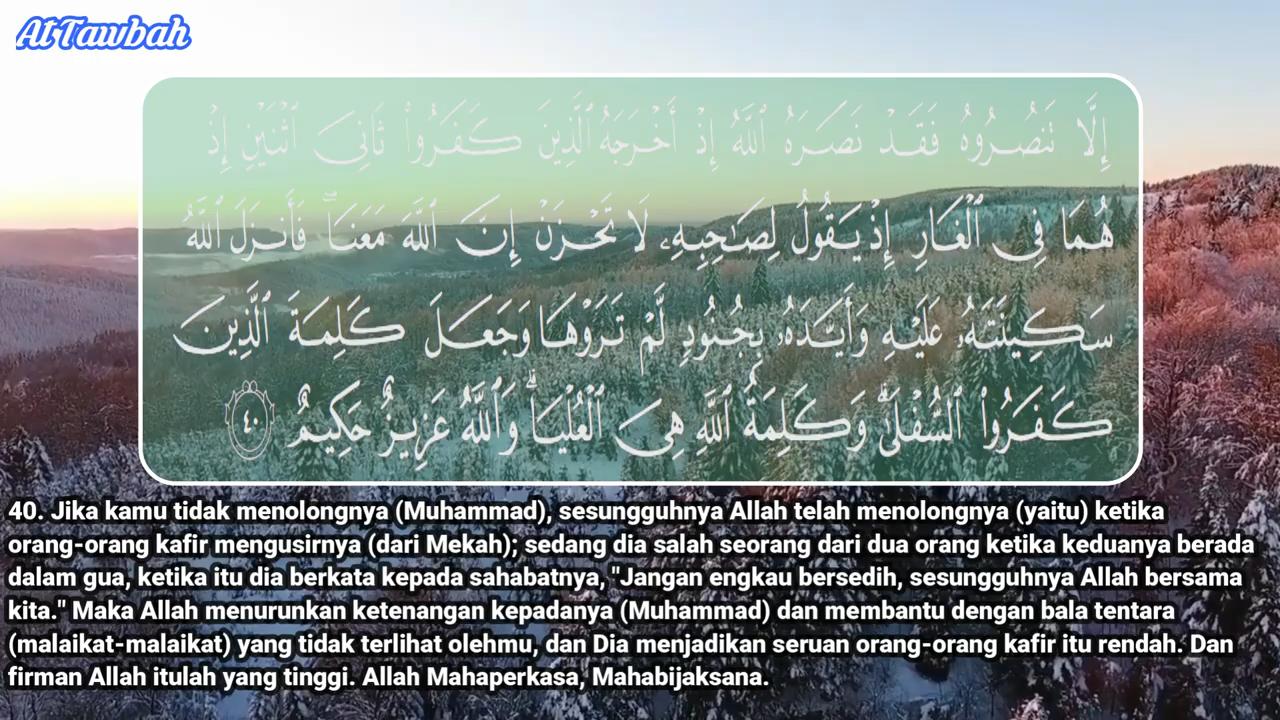 At Tawbah
إِلَّا تَنصُرُوهُ فَقَدْ نَصَرَهُ ٱللَّهُ إِذْ أَخْرَجَهُ ٱلَّذِينَ كَفَرُوا۟ ثَانِىَ ٱثْنَيْنِ إِذْ
هُمَا فِى ٱلْغَارِ إِذْ يَقُولُ لِصَـٰحِبِهِۦ لَا تَحْزَنْ إِنَّ ٱللَّهَ مَعَنَا ۖ فَأَنزَلَ ٱللَّهُ
سَكِينَتَهُۥ عَلَيْهِ وَأَيَّدَهُۥ بِجُنُودٍ لَّمْ تَرَوْهَا وَجَعَلَ كَلِمَةَ ٱلَّذِينَ
كَفَرُوا۟ ٱلسُّفْلَىٰ ۗ وَكَلِمَةُ ٱللَّهِ هِىَ ٱلْعُلْيَا ۗ وَٱللَّهُ عَزِيزٌ حَكِيمٌ ٤٠
40. Jika kamu tidak menolongnya (Muhammad), sesungguhnya Allah telah menolongnya (yaitu) ketika
orang-orang kafir mengusirnya (dari Mekah); sedang dia salah seorang dari dua orang ketika keduanya berada
dalam gua, ketika itu dia berkata kepada sahabatnya, "Jangan engkau bersedih, sesungguhnya Allah bersama
kita." Maka Allah menurunkan ketenangan kepadanya (Muhammad) dan membantu dengan bala tentara
(malaikat-malaikat) yang tidak terlihat olehmu, dan Dia menjadikan seruan orang-orang kafir itu rendah. Dan
firman Allah itulah yang tinggi. Allah Mahaperkasa, Mahabijaksana.